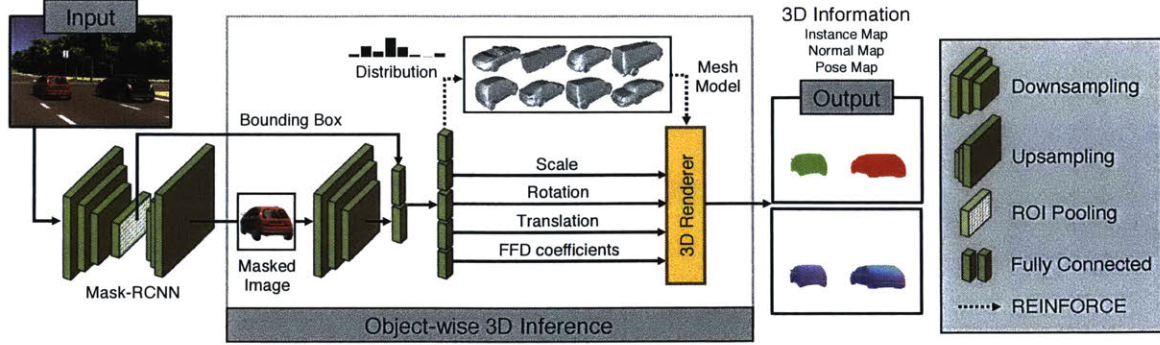 Input
Mask-RCNN
Bounding Box
Masked
Image
Distribution
Mesh
Model
Scale
Rotation
Translation
FFD coefficients
3D Renderer
Object-wise 3D Inference
3D Information
Instance Map
Normal Map
Pose Map
Output
Downsampling
Upsampling
ROI Pooling
Fully Connected
REINFORCE